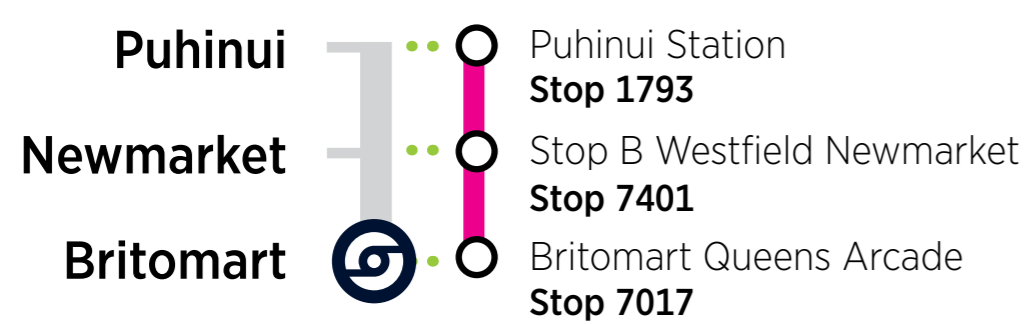 Puhinui
Puhinui Station
Stop 1793
Newmarket
Stop B Westfield Newmarket
Stop 7401
Britomart
Britomart Queens Arcade
Stop 7017